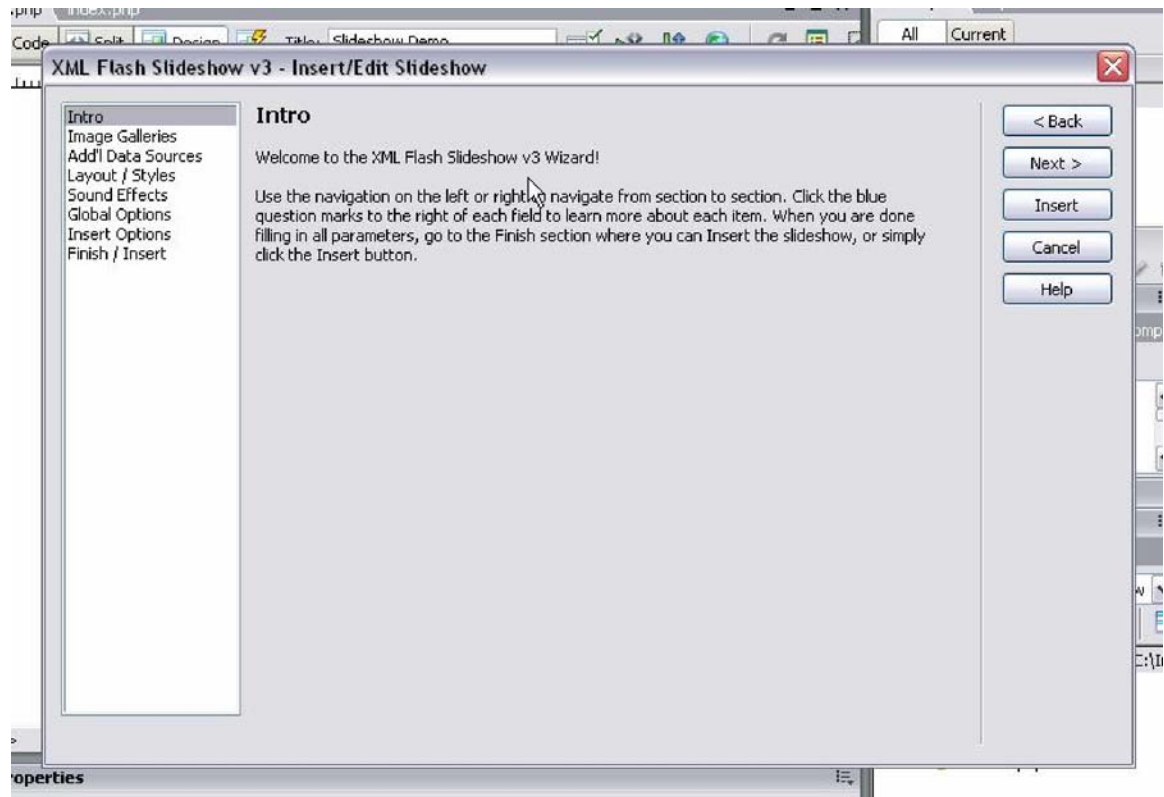 index.php
Code Split Design Title: Slideshow Demo
All Current
XML Flash Slideshow v3 - Insert/Edit Slideshow
Intro
Image Galleries
Add'l Data Sources
Layout / Styles
Sound Effects
Global Options
Insert Options
Finish / Insert
Intro
Welcome to the XML Flash Slideshow v3 Wizard!
Use the navigation on the left or right to navigate from section to section. Click the blue
question marks to the right of each field to learn more about each item. When you are done
filling in all parameters, go to the Finish section where you can Insert the slideshow, or simply
click the Insert button.
< Back
Next >
Insert
Cancel
Help